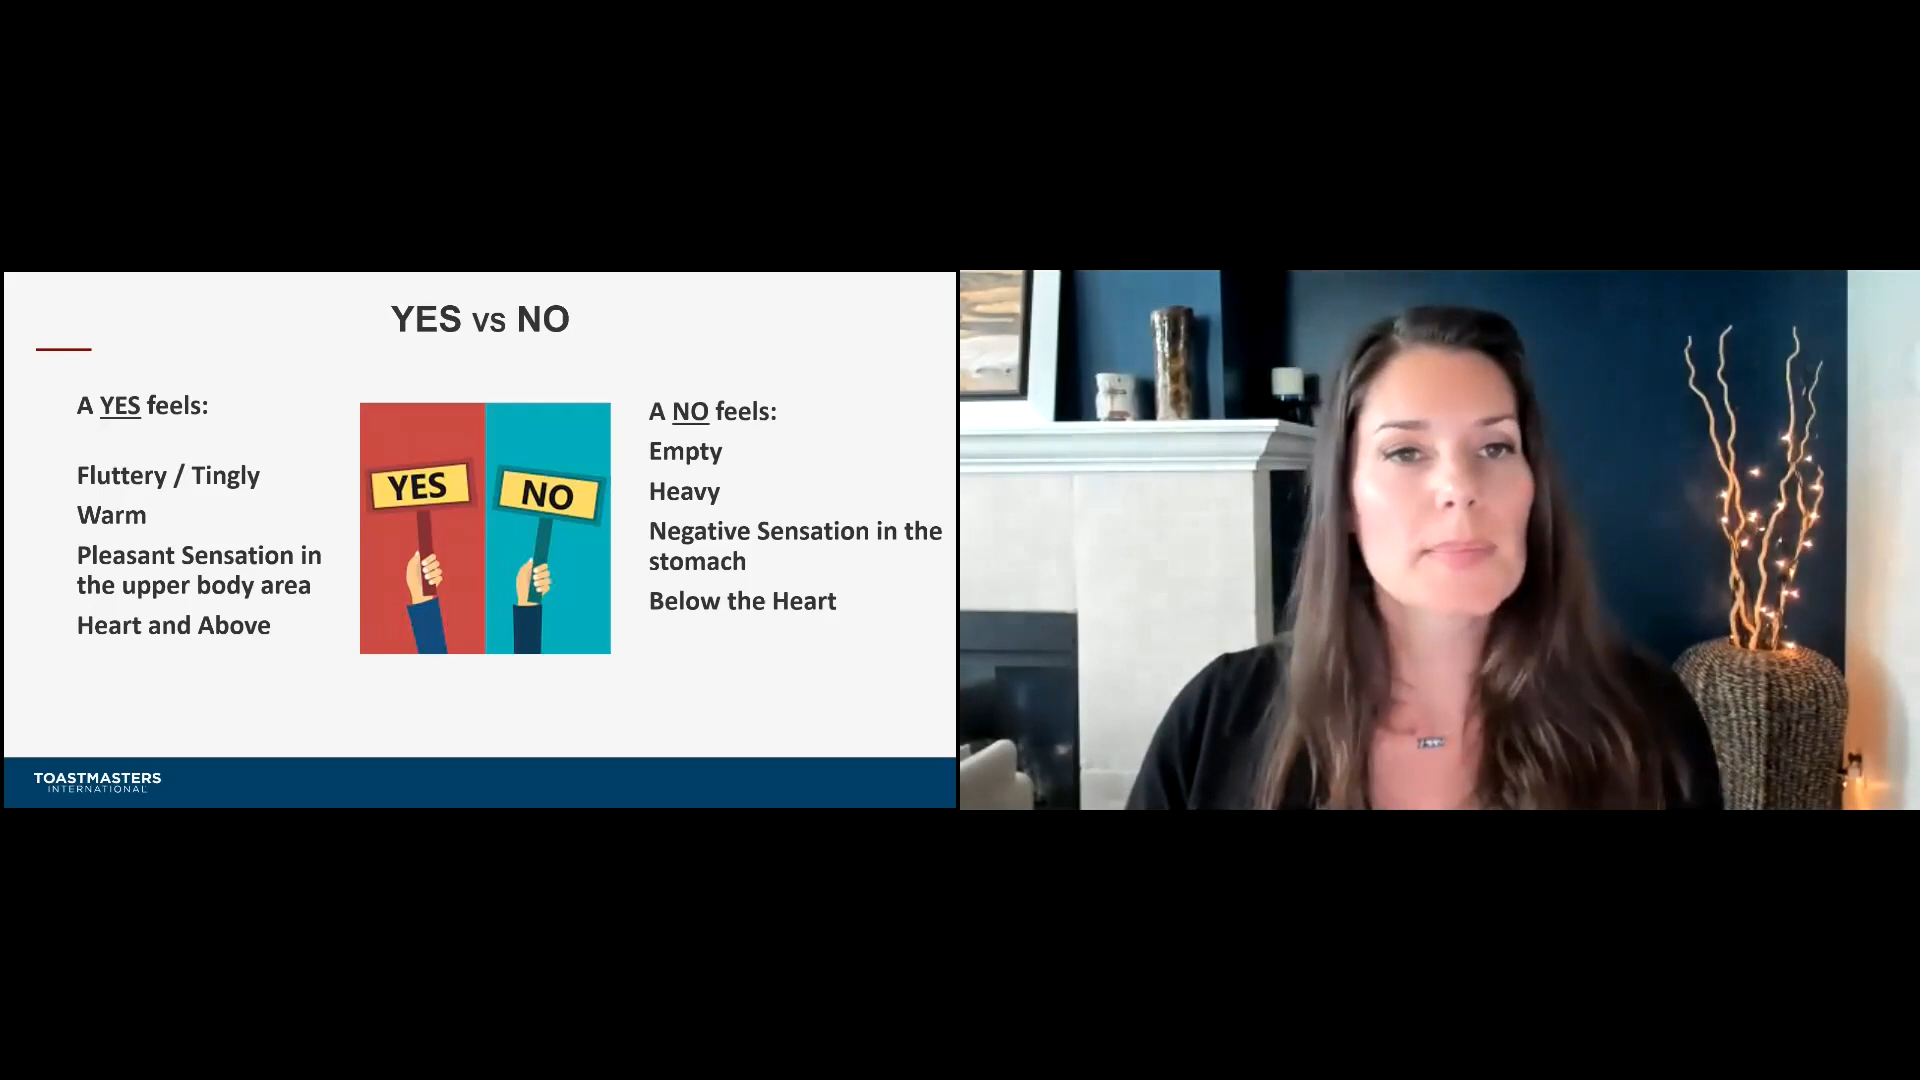 YES vs NO
A YES feels:
Fluttery / Tingly
Warm
Pleasant Sensation in
the upper body area
Heart and Above
YES
NO
A NO feels:
Empty
Heavy
Negative Sensation in the
stomach
Below the Heart
TOASTMASTERS
INTERNATIONAL